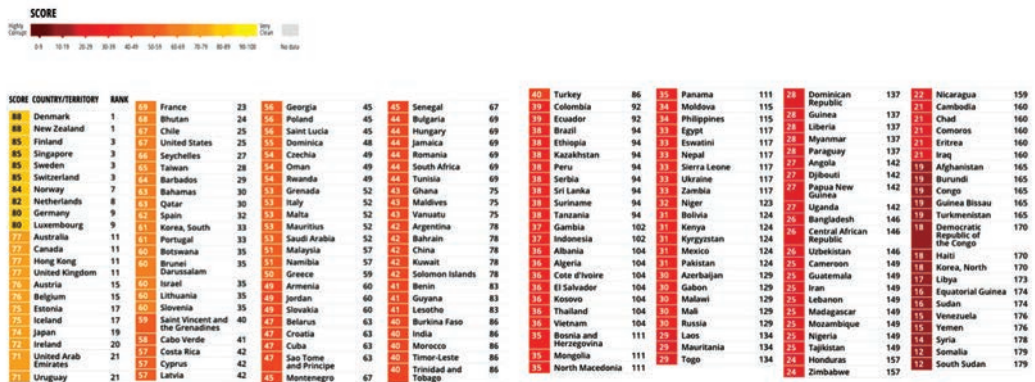 SCORE
Highly Corrupt
Very Clean
0-9 10-19 20-29 30-39 40-49 50-59 60-69 70-79 80-89 90-100 No data
SCORE COUNTRY/TERRITORY RANK
88 Denmark 1
88 New Zealand 1
85 Finland 3
85 Singapore 3
85 Sweden 3
85 Switzerland 3
84 Norway 7
82 Netherlands 8
80 Germany 9
80 Luxembourg 9
77 Australia 11
77 Canada 11
77 Hong Kong 11
77 United Kingdom 11
76 Austria 15
76 Belgium 15
75 Estonia 17
75 Iceland 17
74 Japan 19
72 Ireland 20
71 United Arab 21
Emirates
71 Uruguay 21
69 France 23
68 Bhutan 24
67 Chile 25
67 United States 25
66 Seychelles 27
65 Taiwan 28
64 Barbados 29
63 Bahamas 30
63 Qatar 30
62 Spain 32
61 Korea, South 33
61 Portugal 33
60 Botswana 35
60 Brunei 35
Darussalam
60 Israel 35
60 Lithuania 35
60 Slovenia 35
59 Saint Vincent and 40
the Grenadines
58 Cabo Verde 41
57 Costa Rica 42
57 Cyprus 42
57 Latvia 42
56 Georgia 45
56 Poland 45
56 Saint Lucia 45
55 Dominica 48
54 Czechia 49
54 Oman 49
54 Rwanda 49
53 Grenada 52
53 Italy 52
53 Malta 52
53 Mauritius 52
53 Saudi Arabia 52
51 Malaysia 57
51 Namibia 57
50 Greece 59
49 Armenia 60
49 Jordan 60
49 Slovakia 60
47 Belarus 63
47 Croatia 63
47 Cuba 63
47 Sao Tome 63
and Principe
45 Montenegro 67
45 Senegal 67
44 Bulgaria 69
44 Hungary 69
44 Jamaica 69
44 Romania 69
44 South Africa 69
44 Tunisia 69
43 Ghana 75
43 Maldives 75
43 Vanuatu 75
42 Argentina 78
42 Bahrain 78
42 China 78
42 Kuwait 78
42 Solomon Islands 78
41 Benin 83
41 Guyana 83
41 Lesotho 83
40 Burkina Faso 86
40 India 86
40 Morocco 86
40 Timor-Leste 86
40 Trinidad and 86
Tobago
40 Turkey 86
39 Colombia 92
39 Ecuador 92
38 Brazil 94
38 Ethiopia 94
38 Kazakhstan 94
38 Peru 94
38 Serbia 94
38 Sri Lanka 94
38 Suriname 94
38 Tanzania 94
37 Gambia 102
37 Indonesia 102
36 Albania 104
36 Algeria 104
36 Cote d'Ivoire 104
36 El Salvador 104
36 Kosovo 104
36 Thailand 104
36 Vietnam 104
35 Bosnia and 111
Herzegovina
35 Mongolia 111
35 North Macedonia 111
35 Panama 111
34 Moldova 115
34 Philippines 115
33 Egypt 117
33 Eswatini 117
33 Nepal 117
33 Sierra Leone 117
33 Ukraine 117
33 Zambia 117
32 Niger 123
31 Bolivia 124
31 Kenya 124
31 Kyrgyzstan 124
31 Mexico 124
31 Pakistan 124
30 Azerbaijan 129
30 Gabon 129
30 Malawi 129
30 Mali 129
30 Russia 129
29 Laos 134
29 Mauritania 134
29 Togo 134
28 Dominican 137
Republic
28 Guinea 137
28 Liberia 137
28 Myanmar 137
28 Paraguay 137
27 Angola 142
27 Djibouti 142
27 Papua New 142
Guinea
27 Uganda 142
26 Bangladesh 146
26 Central African 146
Republic
26 Uzbekistan 146
25 Cameroon 149
25 Guatemala 149
25 Iran 149
25 Lebanon 149
25 Madagascar 149
25 Mozambique 149
25 Nigeria 149
25 Tajikistan 149
24 Honduras 157
24 Zimbabwe 157
22 Nicaragua 159
21 Cambodia 160
21 Chad 160
21 Comoros 160
21 Eritrea 160
21 Iraq 160
19 Afghanistan 165
19 Burundi 165
19 Congo 165
19 Guinea Bissau 165
19 Turkmenistan 165
18 Democratic 170
Republic of
the Congo
18 Haiti 170
18 Korea, North 170
17 Libya 173
16 Equatorial Guinea 174
16 Sudan 174
15 Venezuela 176
15 Yemen 176
14 Syria 178
12 Somalia 179
12 South Sudan 179